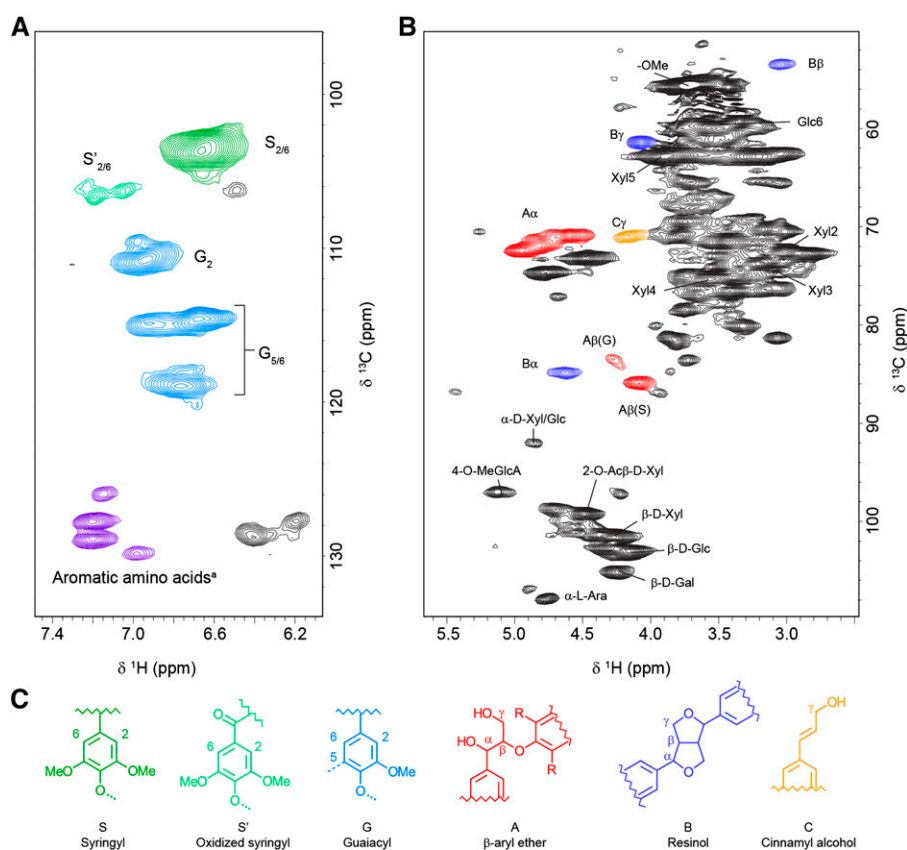 A
B
100
110
120
130
δ ¹³C (ppm)
7.4 7.0 6.6 6.2
δ ¹H (ppm)
S'2/6
S2/6
G2
G5/6
Aromatic amino acidsᵃ
60
70
80
90
100
δ ¹³C (ppm)
5.5 5.0 4.5 4.0 3.5 3.0
δ ¹H (ppm)
-OMe
Bβ
Glc6
Bγ
Xyl5
Aα
Cγ
Xyl2
Xyl4
Xyl3
Aβ(G)
Bα
Aβ(S)
α-D-Xyl/Glc
4-O-MeGlcA
2-O-Acβ-D-Xyl
β-D-Xyl
β-D-Glc
β-D-Gal
α-L-Ara
C
6 2
MeO OMe
O
S
Syringyl
O
6 2
MeO OMe
O
S'
Oxidized syringyl
6 2
5
OMe
O
G
Guaiacyl
γ
HO R
α
HO β O
R
A
β-aryl ether
O
γ
β
α
O
B
Resinol
OH
γ
C
Cinnamyl alcohol